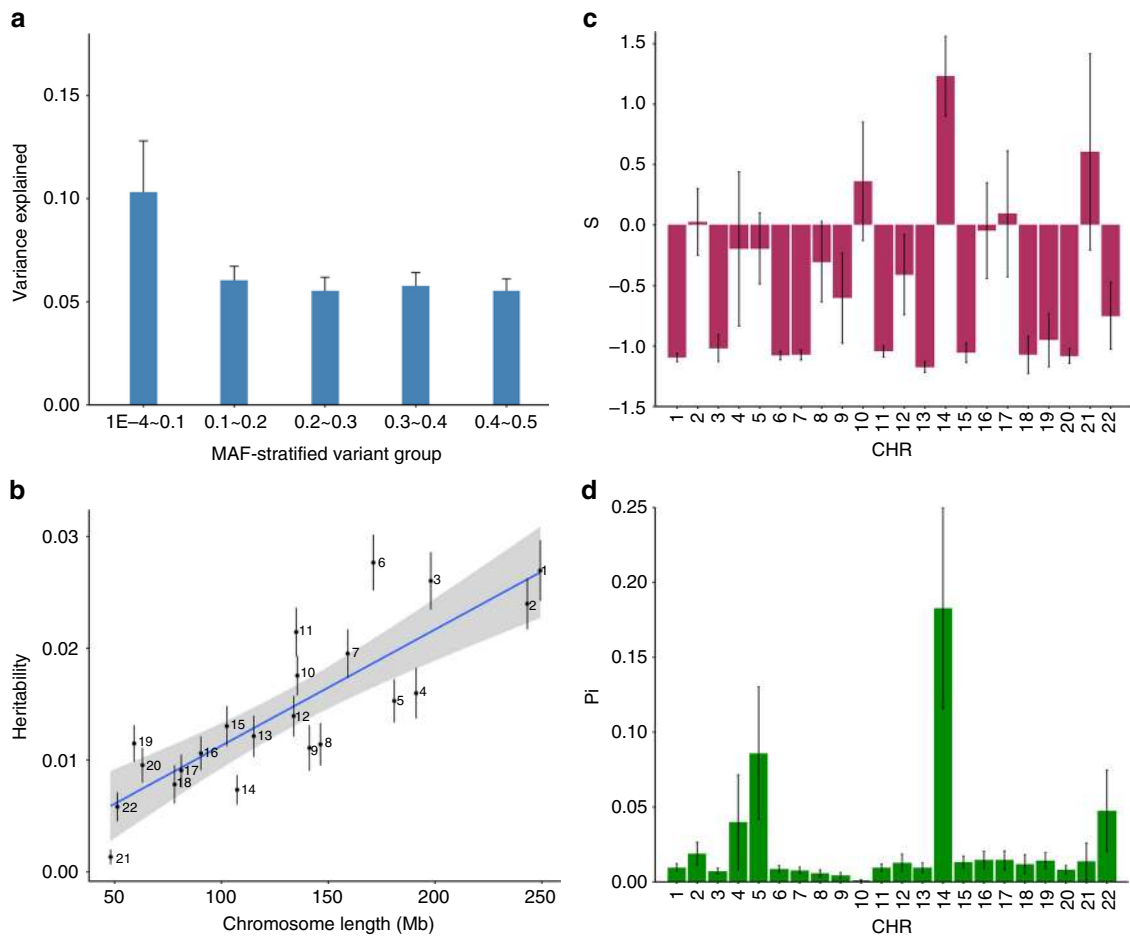 a
0.15
0.10
0.05
0.00
Variance explained
1E–4~0.1 0.1~0.2 0.2~0.3 0.3~0.4 0.4~0.5
MAF-stratified variant group
b
0.03
0.02
0.01
0.00
Heritability
1
2
3
6
7
4
5
11
10
12
9
8
13
15
14
16
17
18
19
20
22
21
50 100 150 200 250
Chromosome length (Mb)
c
1.5
1.0
0.5
0.0
–0.5
–1.0
–1.5
S
1 2 3 4 5 6 7 8 9 10 11 12 13 14 15 16 17 18 19 20 21 22
CHR
d
0.25
0.20
0.15
0.10
0.05
0.00
Pi
1 2 3 4 5 6 7 8 9 10 11 12 13 14 15 16 17 18 19 20 21 22
CHR